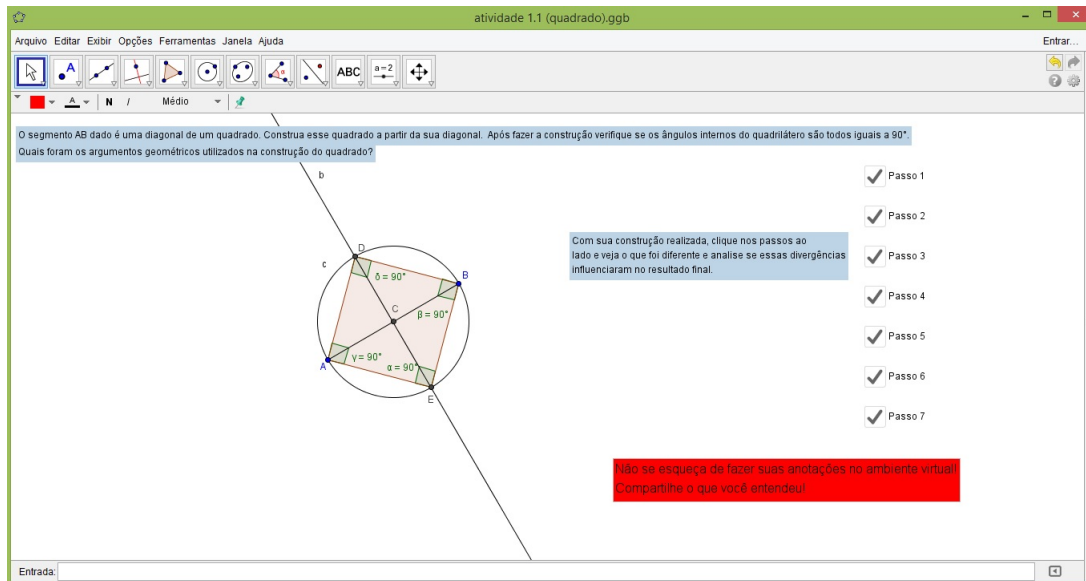 atividade 1.1 (quadrado).ggb
Arquivo Editar Exibir Opções Ferramentas Janela Ajuda
Entrar...
ABC
a=2
A N I Médio
O segmento AB dado é uma diagonal de um quadrado. Construa esse quadrado a partir da sua diagonal. Após fazer a construção verifique se os ângulos internos do quadrilátero são todos iguais a 90°.
Quais foram os argumentos geométricos utilizados na construção do quadrado?
b
Passo 1
Passo 2
Com sua construção realizada, clique nos passos ao
lado e veja o que foi diferente e analise se essas divergências
influenciaram no resultado final.
Passo 3
D
c
δ = 90°
B
Passo 4
C
β = 90°
Passo 5
γ = 90°
A
α = 90°
Passo 6
E
Passo 7
Não se esqueça de fazer suas anotações no ambiente virtual!
Compartilhe o que você entendeu!
Entrada: